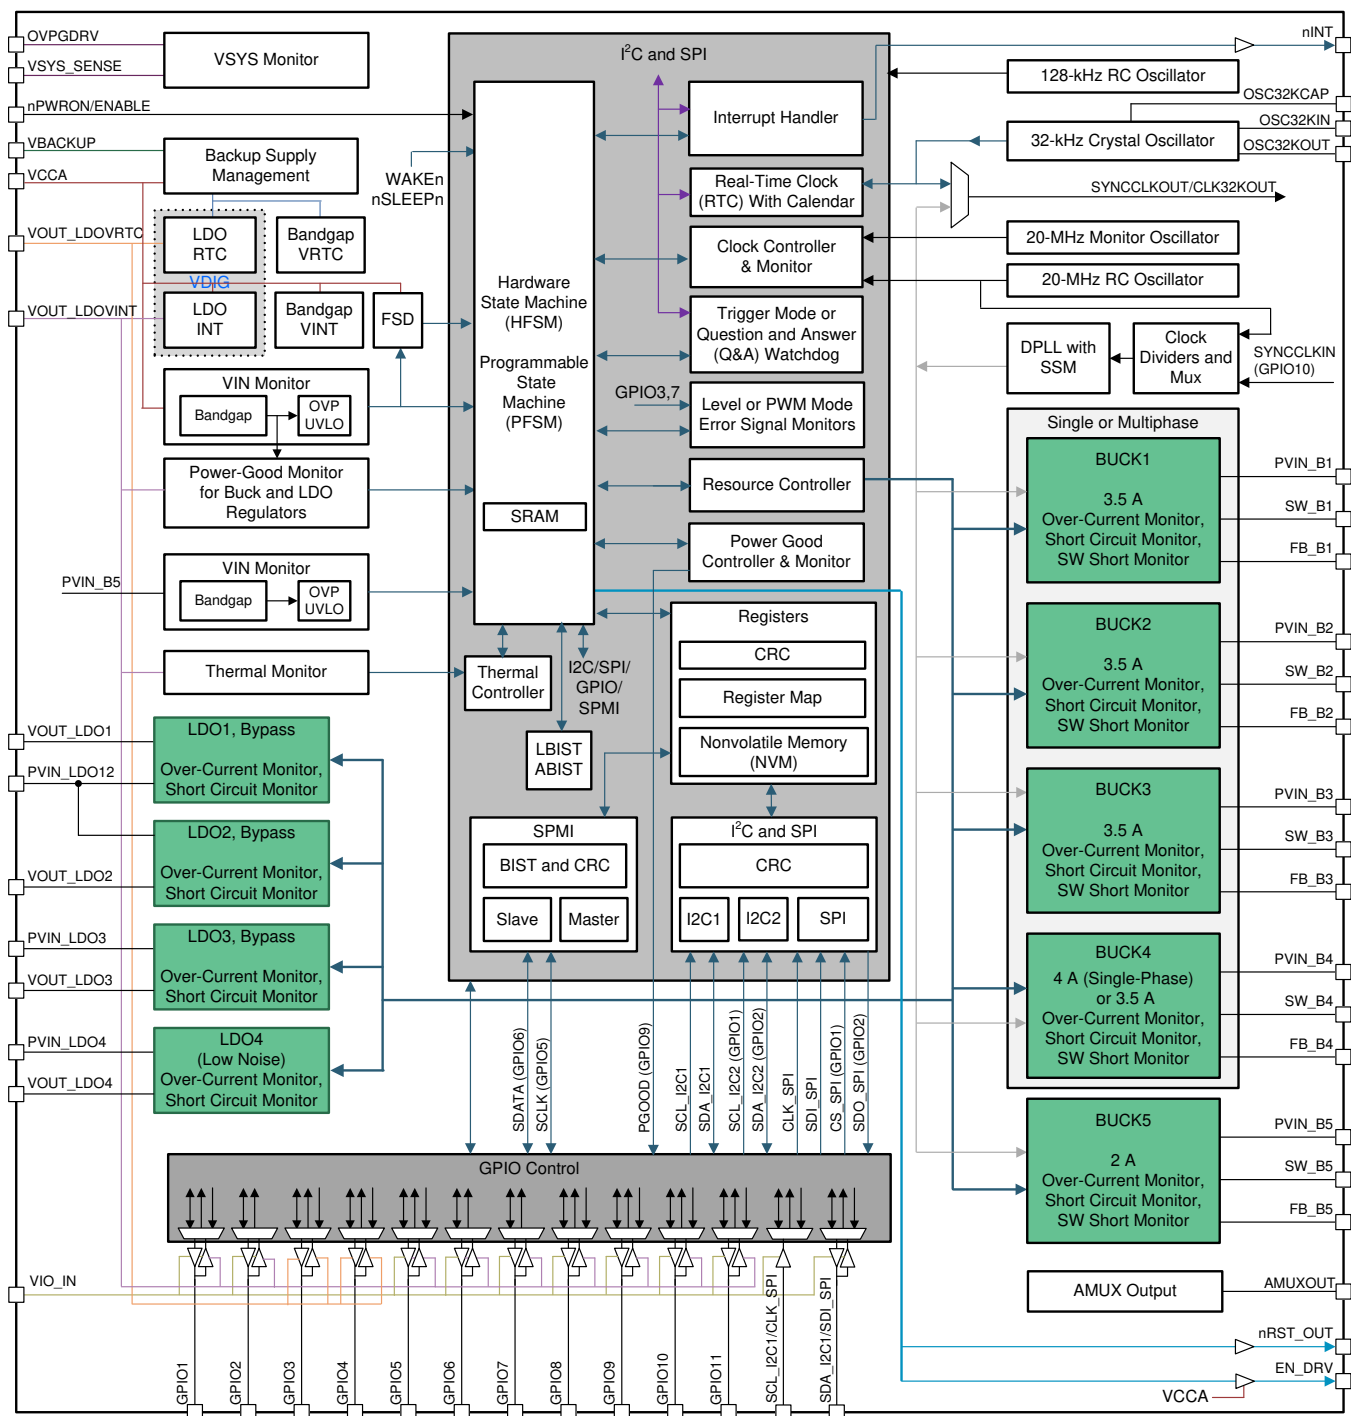 OVPGDRV
VSYS_SENSE
VSYS Monitor
nPWRON/ENABLE
VBACKUP
VCCA
Backup Supply
Management
VOUT_LDOVRTC
LDO
RTC
Bandgap
VRTC
VDIG
VOUT_LDOVINT
LDO
INT
Bandgap
VINT
FSD
VIN Monitor
Bandgap
OVP
UVLO
Power-Good Monitor
for Buck and LDO
Regulators
VIN Monitor
PVIN_B5
Bandgap
OVP
UVLO
Thermal Monitor
VOUT_LDO1
PVIN_LDO12
LDO1, Bypass
Over-Current Monitor,
Short Circuit Monitor
LDO2, Bypass
Over-Current Monitor,
Short Circuit Monitor
VOUT_LDO2
PVIN_LDO3
LDO3, Bypass
Over-Current Monitor,
Short Circuit Monitor
VOUT_LDO3
PVIN_LDO4
LDO4
(Low Noise)
Over-Current Monitor,
Short Circuit Monitor
VOUT_LDO4
I2C and SPI
WAKEn
nSLEEPn
Hardware
State Machine
(HFSM)
Programmable
State
Machine
(PFSM)
SRAM
Interrupt Handler
Real-Time Clock
(RTC) With Calendar
Clock Controller
& Monitor
Trigger Mode or
Question and Answer
(Q&A) Watchdog
GPIO3,7
Level or PWM Mode
Error Signal Monitors
Resource Controller
Power Good
Controller & Monitor
Thermal
Controller
I2C/SPI/
GPIO/
SPMI
LBIST
ABIST
Registers
CRC
Register Map
Nonvolatile Memory
(NVM)
SPMI
BIST and CRC
Slave
Master
I2C and SPI
CRC
I2C1
I2C2
SPI
nINT
128-kHz RC Oscillator
OSC32KCAP
OSC32KIN
32-kHz Crystal Oscillator
OSC32KOUT
SYNCCLKOUT/CLK32KOUT
20-MHz Monitor Oscillator
20-MHz RC Oscillator
DPLL with
SSM
Clock
Dividers and
Mux
SYNCCLKIN
(GPIO10)
Single or Multiphase
BUCK1
3.5 A
Over-Current Monitor,
Short Circuit Monitor,
SW Short Monitor
PVIN_B1
SW_B1
FB_B1
BUCK2
3.5 A
Over-Current Monitor,
Short Circuit Monitor,
SW Short Monitor
PVIN_B2
SW_B2
FB_B2
BUCK3
3.5 A
Over-Current Monitor,
Short Circuit Monitor,
SW Short Monitor
PVIN_B3
SW_B3
FB_B3
BUCK4
4 A (Single-Phase)
or 3.5 A
Over-Current Monitor,
Short Circuit Monitor,
SW Short Monitor
PVIN_B4
SW_B4
FB_B4
BUCK5
2 A
Over-Current Monitor,
Short Circuit Monitor,
SW Short Monitor
PVIN_B5
SW_B5
FB_B5
SDATA (GPIO6)
SCLK (GPIO5)
PGOOD (GPIO9)
SCL_I2C1
SDA_I2C1
SCL_I2C2 (GPIO1)
SDA_I2C2 (GPIO2)
CLK_SPI
SDI_SPI
CS_SPI (GPIO1)
SDO_SPI (GPIO2)
GPIO Control
VIO_IN
GPIO1
GPIO2
GPIO3
GPIO4
GPIO5
GPIO6
GPIO7
GPIO8
GPIO9
GPIO10
GPIO11
SCL_I2C1/CLK_SPI
SDA_I2C1/SDI_SPI
AMUX Output
AMUXOUT
nRST_OUT
EN_DRV
VCCA